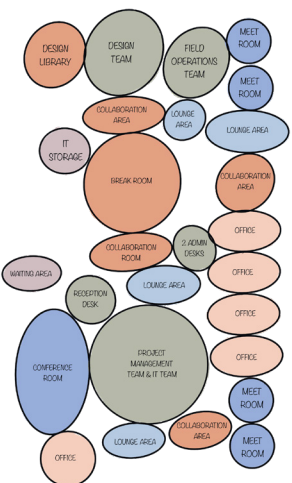 DESIGN
LIBRARY
DESIGN
TEAM
FIELD
OPERATIONS
TEAM
MEET
ROOM
MEET
ROOM
COLLABORATION
AREA
LOUNGE
AREA
LOUNGE AREA
IT
STORAGE
BREAK ROOM
COLLABORATION
AREA
OFFICE
COLLABORATION
ROOM
2 ADMIN
DESKS
WAITING AREA
OFFICE
LOUNGE AREA
RECEPTION
DESK
OFFICE
CONFERENCE
ROOM
PROJECT
MANAGEMENT
TEAM & IT TEAM
OFFICE
MEET
ROOM
LOUNGE AREA
COLLABORATION
AREA
MEET
ROOM
OFFICE